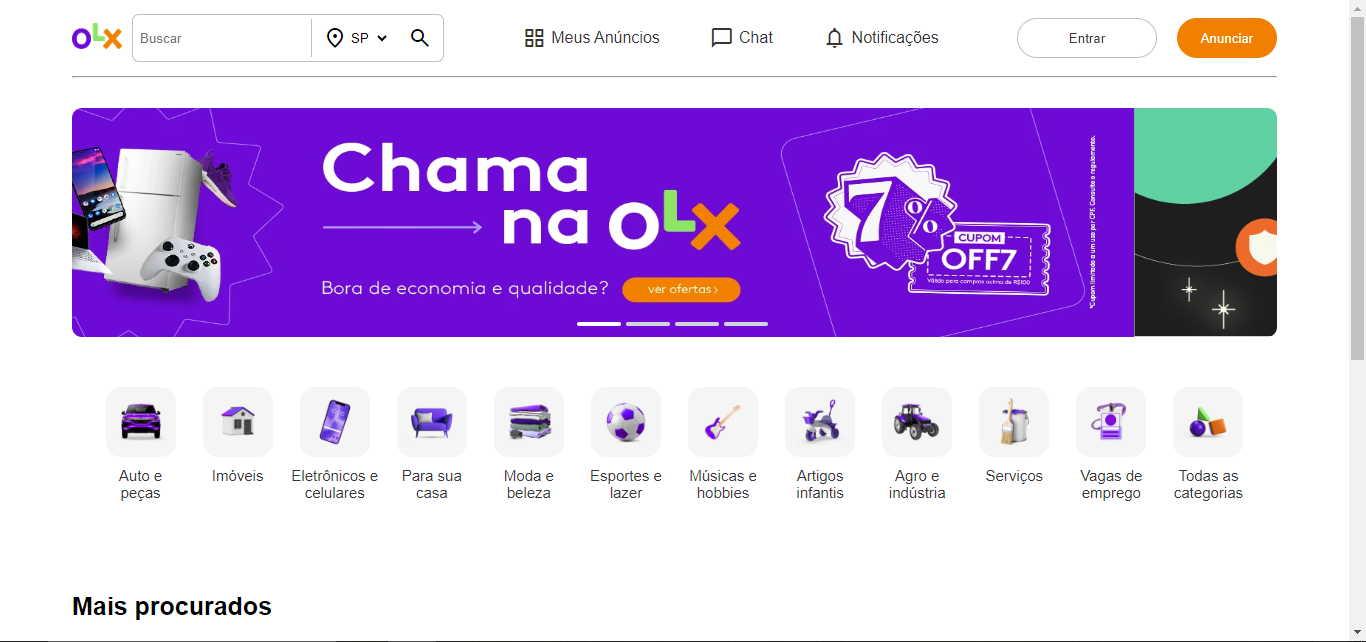 OLX
Buscar
SP
Meus Anúncios
Chat
Notificações
Entrar
Anunciar
Chama
na OLX
Bora de economia e qualidade?
ver ofertas ›
7%
CUPOM
OFF7
Válido para compras acima de R$100
*Cupom limitado a um uso por CPF. Consulte o regulamento.
Auto e
peças
Imóveis
Eletrônicos e
celulares
Para sua
casa
Moda e
beleza
Esportes e
lazer
Músicas e
hobbies
Artigos
infantis
Agro e
indústria
Serviços
Vagas de
emprego
Todas as
categorias
Mais procurados